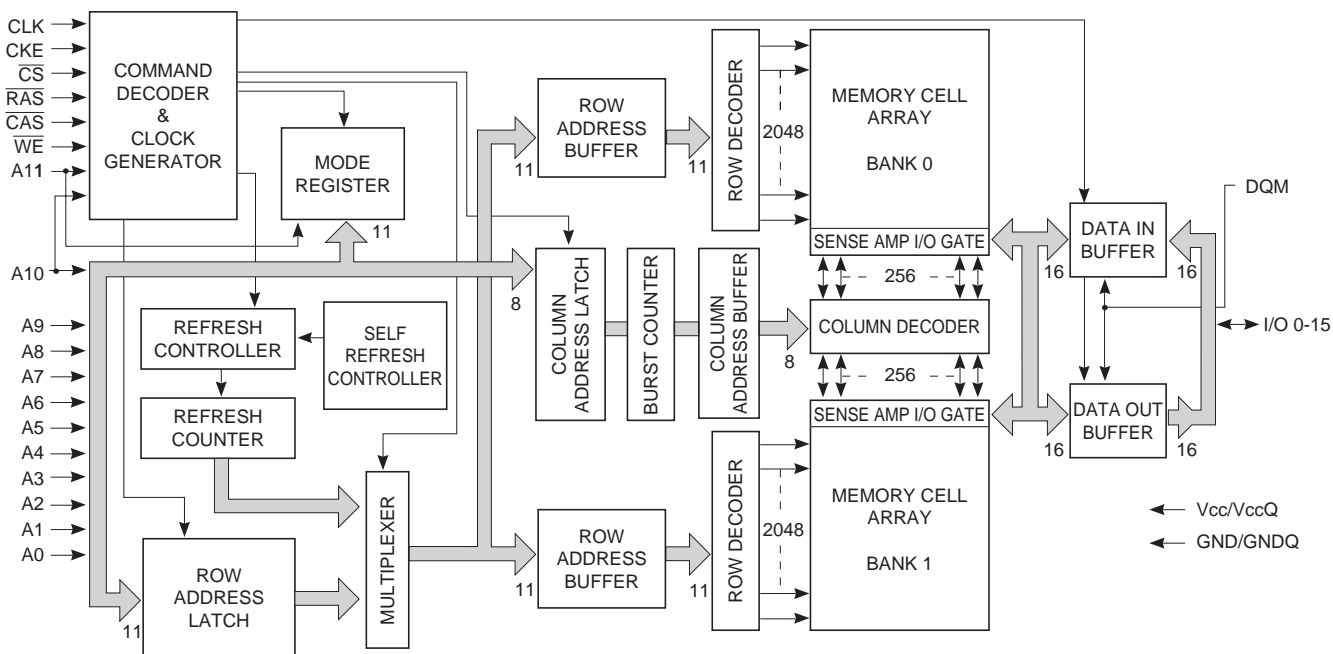 CLK
CKE
CS
RAS
CAS
WE
A11
A10
A9
A8
A7
A6
A5
A4
A3
A2
A1
A0
COMMAND
DECODER
&
CLOCK
GENERATOR
MODE
REGISTER
11
REFRESH
CONTROLLER
SELF
REFRESH
CONTROLLER
REFRESH
COUNTER
ROW
ADDRESS
LATCH
11
MULTIPLEXER
ROW
ADDRESS
BUFFER
11
11
8
COLUMN
ADDRESS LATCH
BURST COUNTER
COLUMN
ADDRESS BUFFER
8
ROW
ADDRESS
BUFFER
11
11
ROW DECODER
2048
MEMORY CELL
ARRAY
BANK 0
SENSE AMP I/O GATE
256
COLUMN DECODER
256
SENSE AMP I/O GATE
ROW DECODER
2048
MEMORY CELL
ARRAY
BANK 1
DQM
DATA IN
BUFFER
16
16
I/O 0-15
DATA OUT
BUFFER
16
16
Vcc/VccQ
GND/GNDQ